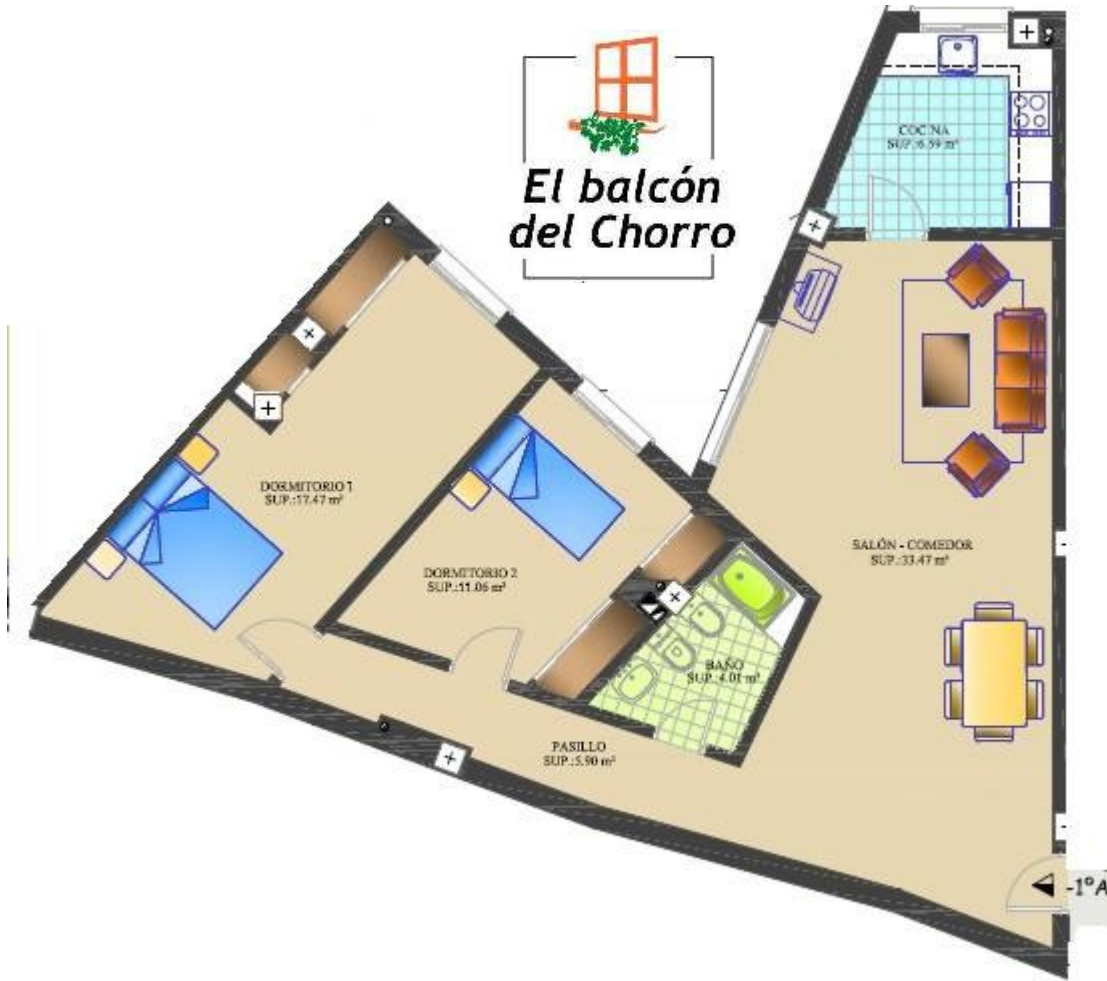 El balcón
del Chorro
COCINA
SUP.:6.59 m²
DORMITORIO 1
SUP.:17.47 m²
DORMITORIO 2
SUP.:11.06 m²
SALÓN - COMEDOR
SUP.:33.47 m²
BAÑO
SUP.:4.01 m²
PASILLO
SUP.:5.90 m²
-1ºA